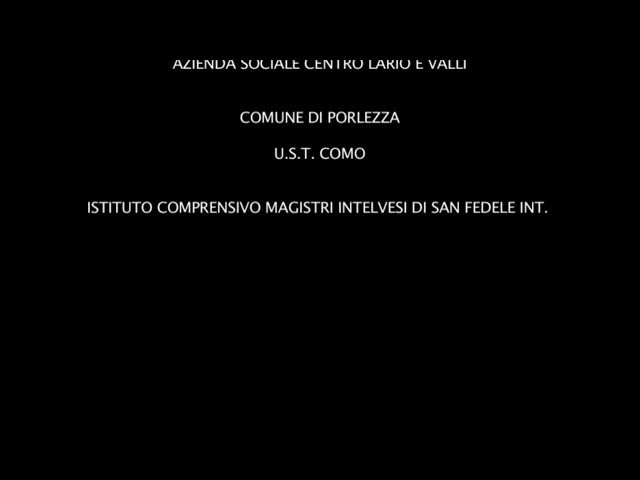 AZIENDA SOCIALE CENTRO LARIO E VALLI
COMUNE DI PORLEZZA
U.S.T. COMO
ISTITUTO COMPRENSIVO MAGISTRI INTELVESI DI SAN FEDELE INT.